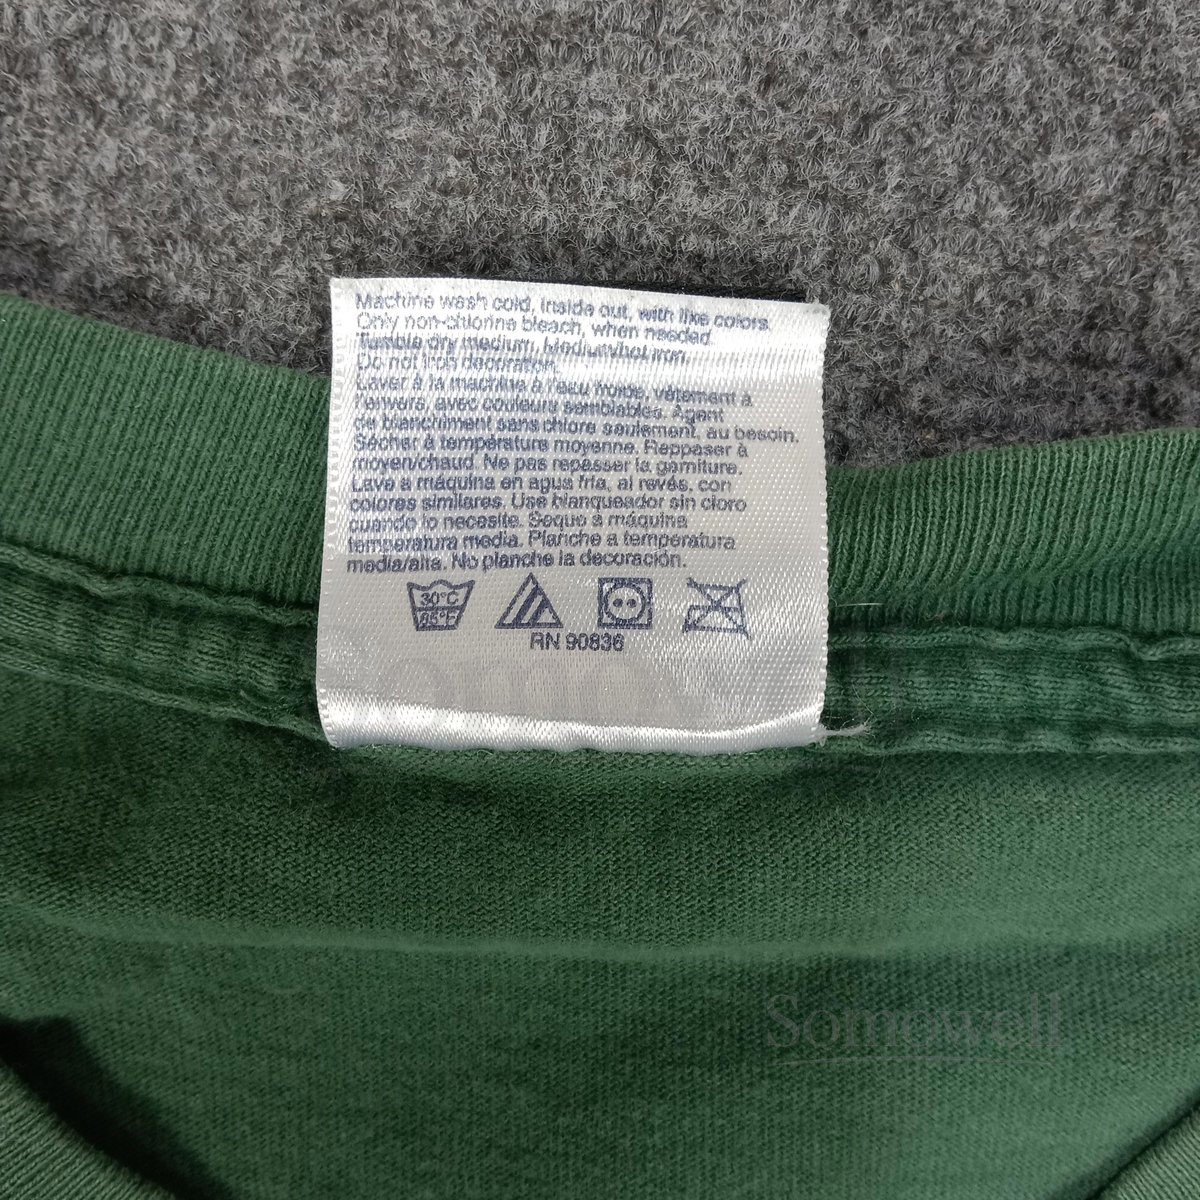 Machine wash cold, inside out, with like colors.
Only non-chlorine bleach, when needed.
Tumble dry medium. Medium/hot iron.
Do not iron decoration.
Laver à la machine à l'eau froide, vêtement à
l'envers, avec couleurs semblables. Agent
de blanchiment sans chlore seulement, au besoin.
Sécher à température moyenne. Reppaser à
moyen/chaud. Ne pas repasser la garniture.
Lave a máquina en agua fría, al revés, con
colores similares. Use blanqueador sin cloro
cuando lo necesite. Seque a máquina
temperatura media. Planche a temperatura
media/alta. No planche la decoración.
30°C
85°F
RN 90836
Somowell